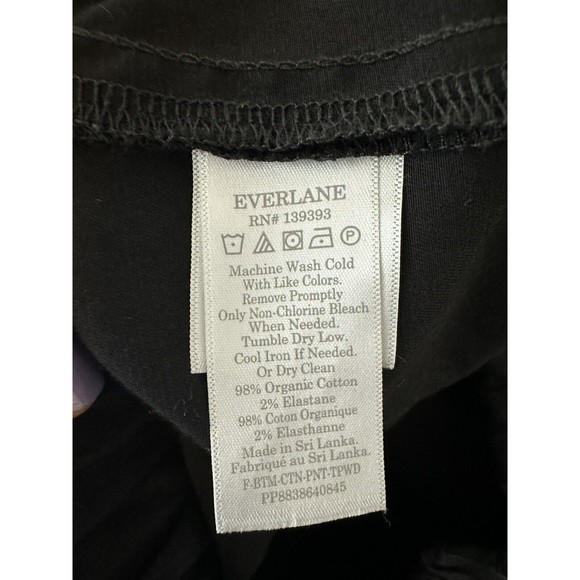 EVERLANE
RN# 139393
P
Machine Wash Cold
With Like Colors.
Remove Promptly
Only Non-Chlorine Bleach
When Needed.
Tumble Dry Low.
Cool Iron If Needed.
Or Dry Clean
98% Organic Cotton
2% Elastane
98% Coton Organique
2% Elasthanne
Made in Sri Lanka.
Fabriqué au Sri Lanka.
F-BTM-CTN-PNT-TPWD
PP8838640845